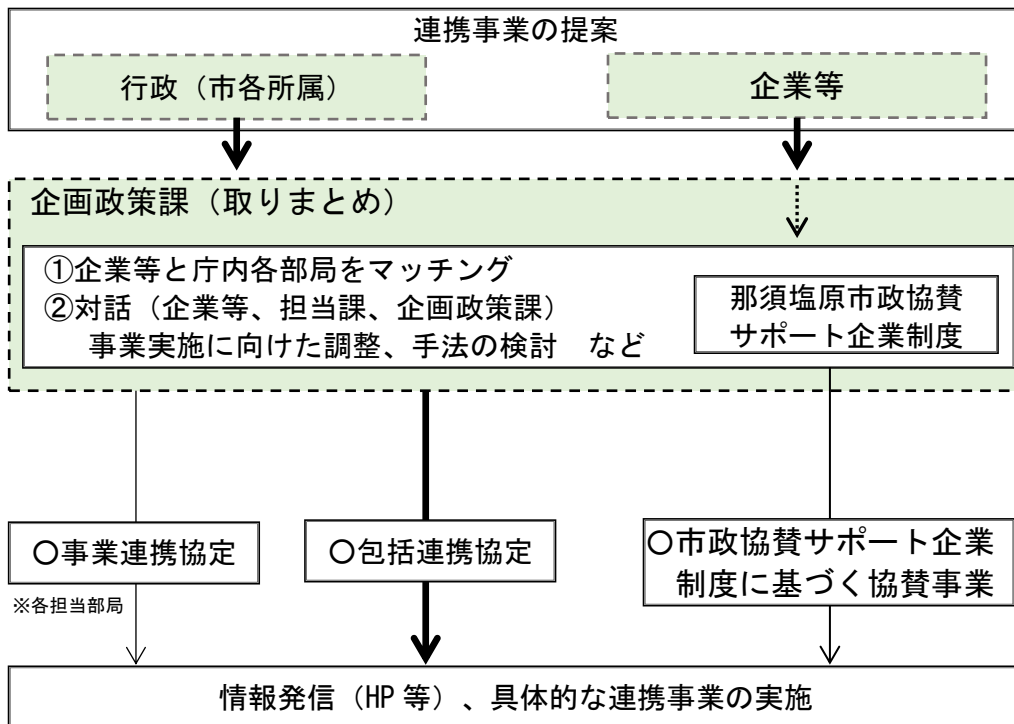 連携事業の提案
行政（市各所属）
企業等
企画政策課（取りまとめ）
①企業等と庁内各部局をマッチング
②対話（企業等、担当課、企画政策課）
事業実施に向けた調整、手法の検討　など
那須塩原市政協賛
サポート企業制度
〇事業連携協定
※各担当部局
〇包括連携協定
〇市政協賛サポート企業
制度に基づく協賛事業
情報発信（HP 等）、具体的な連携事業の実施